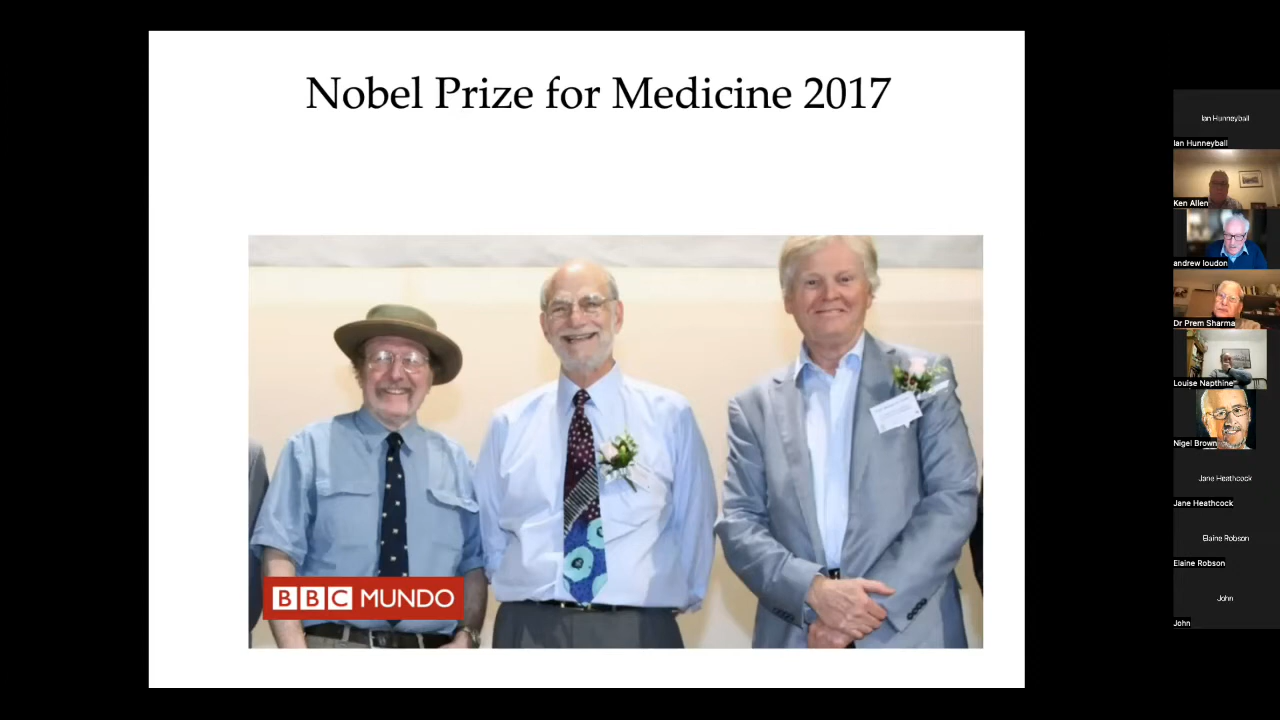 Nobel Prize for Medicine 2017
BBC MUNDO
Ian Hunneyball
Ian Hunneyball
Ken Allen
andrew loudon
Dr Prem Sharma
Louise Napthine
Nigel Brown
Jane Heathcock
Jane Heathcock
Elaine Robson
Elaine Robson
John
John